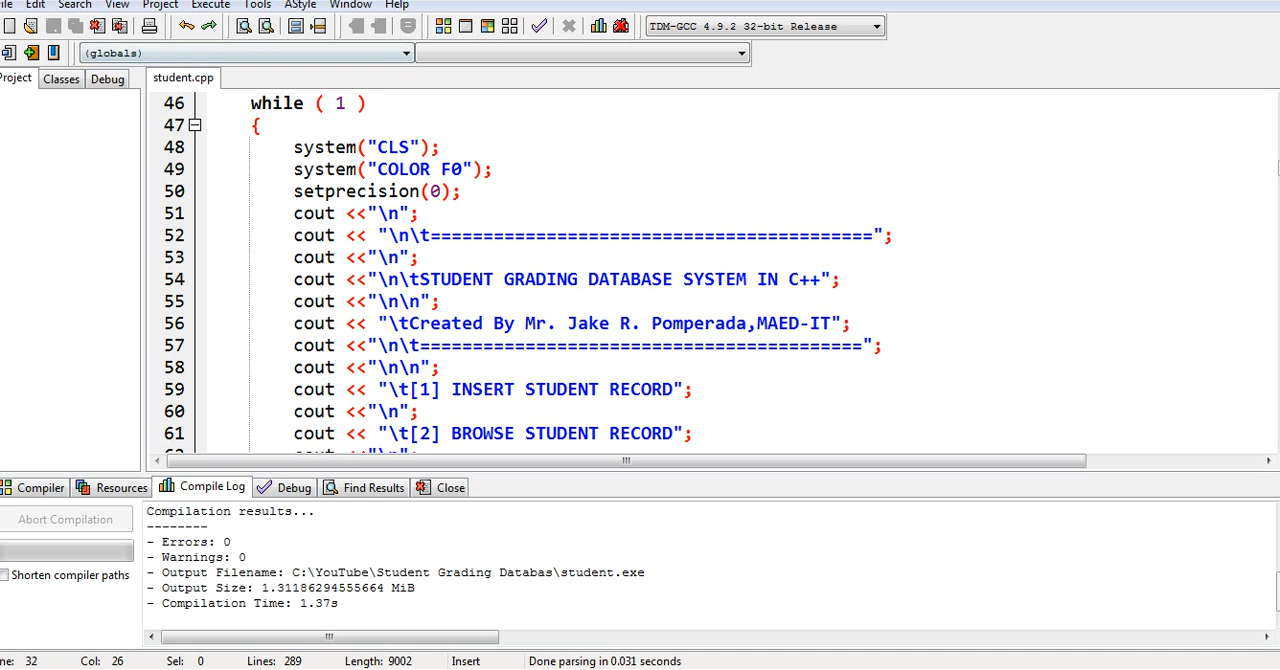 ile Edit Search View Project Execute Tools AStyle Window Help
TDM-GCC 4.9.2 32-bit Release
(globals)
Project Classes Debug student.cpp
46 while ( 1 )
47 {
48 system("CLS");
49 system("COLOR F0");
50 setprecision(0);
51 cout <<"\n";
52 cout << "\n\t==========================================";
53 cout <<"\n";
54 cout <<"\n\tSTUDENT GRADING DATABASE SYSTEM IN C++";
55 cout <<"\n\n";
56 cout << "\tCreated By Mr. Jake R. Pomperada,MAED-IT";
57 cout <<"\n\t==========================================";
58 cout <<"\n\n";
59 cout << "\t[1] INSERT STUDENT RECORD";
60 cout <<"\n";
61 cout << "\t[2] BROWSE STUDENT RECORD";
Compiler Resources Compile Log Debug Find Results Close
Abort Compilation
Shorten compiler paths
Compilation results...
--------
- Errors: 0
- Warnings: 0
- Output Filename: C:\YouTube\Student Grading Databas\student.exe
- Output Size: 1.31186294555664 MiB
- Compilation Time: 1.37s
ne: 32 Col: 26 Sel: 0 Lines: 289 Length: 9002 Insert Done parsing in 0.031 seconds